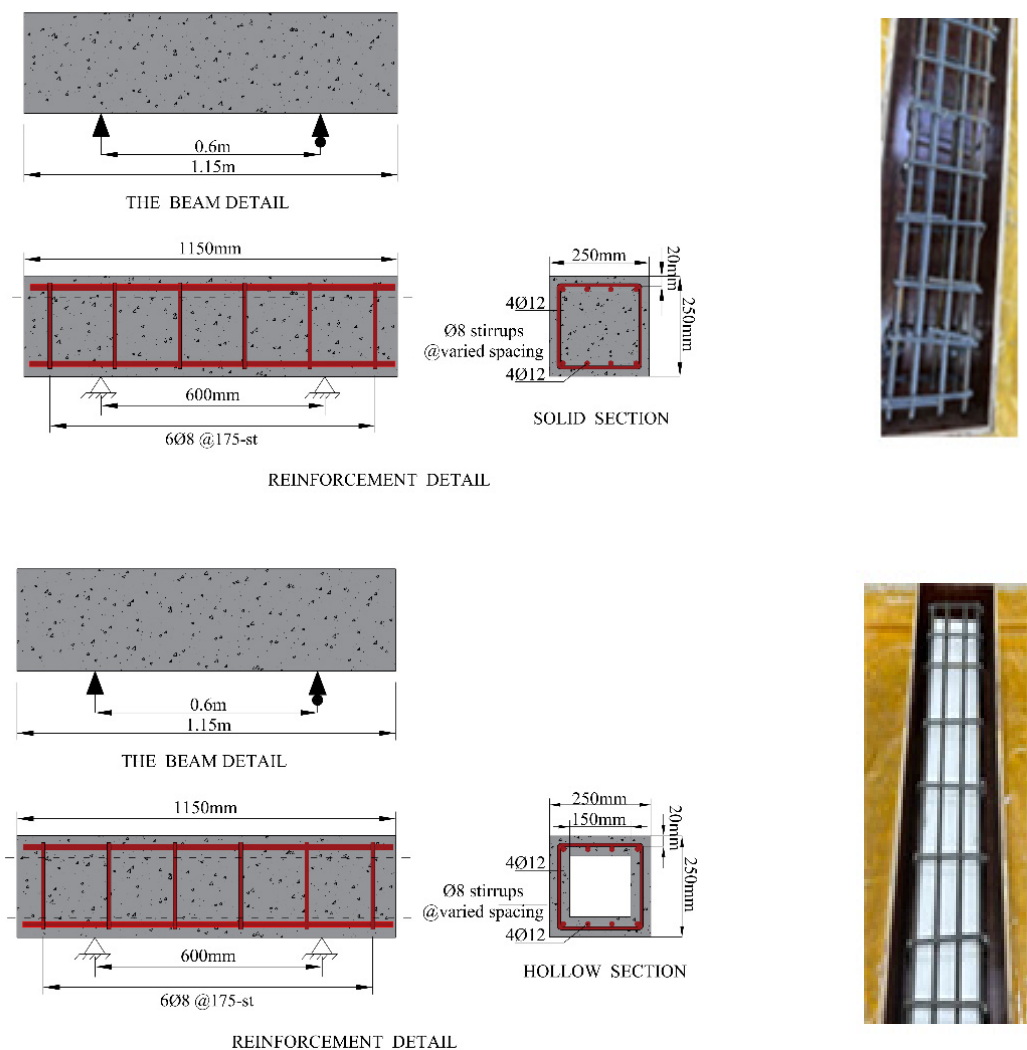 0.6m
1.15m
THE BEAM DETAIL
1150mm
600mm
6Ø8 @175-st
250mm
20mm
250mm
4Ø12
Ø8 stirrups
@varied spacing
4Ø12
SOLID SECTION
REINFORCEMENT DETAIL
0.6m
1.15m
THE BEAM DETAIL
1150mm
600mm
6Ø8 @175-st
250mm
150mm
20mm
250mm
4Ø12
Ø8 stirrups
@varied spacing
4Ø12
HOLLOW SECTION
REINFORCEMENT DETAIL